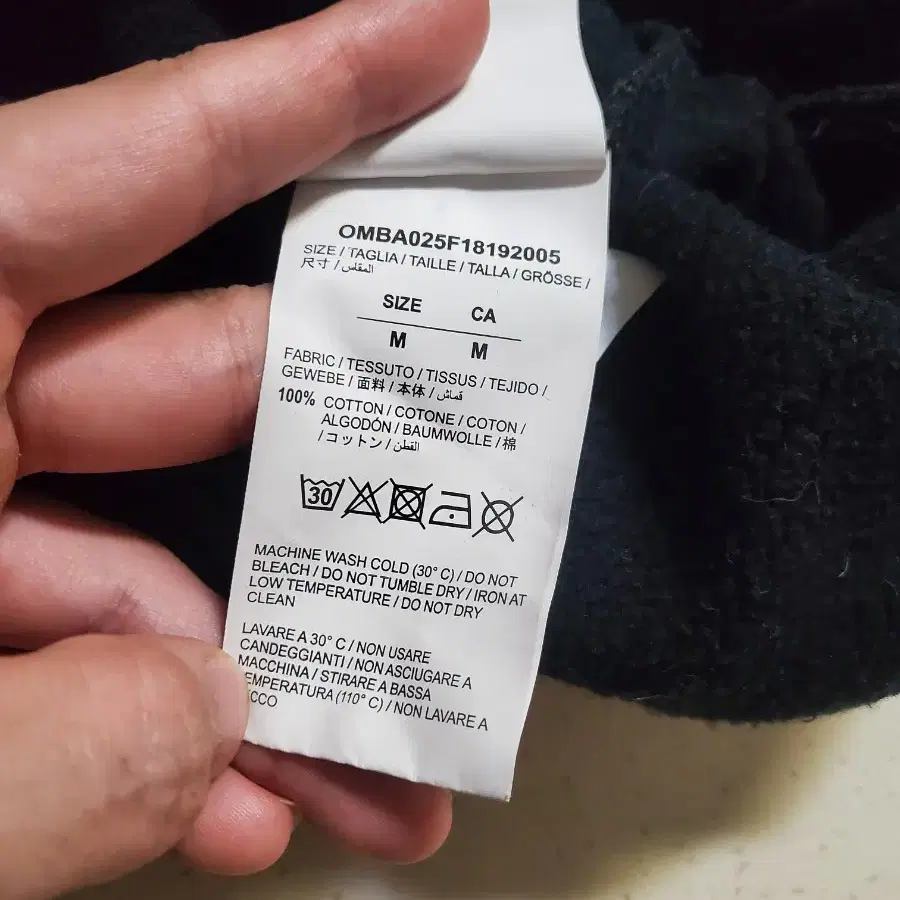 OMBA025F18192005
SIZE / TAGLIA / TAILLE / TALLA / GRÖSSE /
尺寸 / المقاس
SIZE CA
M M
FABRIC / TESSUTO / TISSUS / TEJIDO /
GEWEBE / 面料 / 本体 / قماش
100% COTTON / COTONE / COTON /
ALGODÓN / BAUMWOLLE / 棉
/ コットン / القطن
30
MACHINE WASH COLD (30° C) / DO NOT
BLEACH / DO NOT TUMBLE DRY / IRON AT
LOW TEMPERATURE / DO NOT DRY
CLEAN
LAVARE A 30° C / NON USARE
CANDEGGIANTI / NON ASCIUGARE A
MACCHINA / STIRARE A BASSA
EMPERATURA (110° C) / NON LAVARE A
CCO